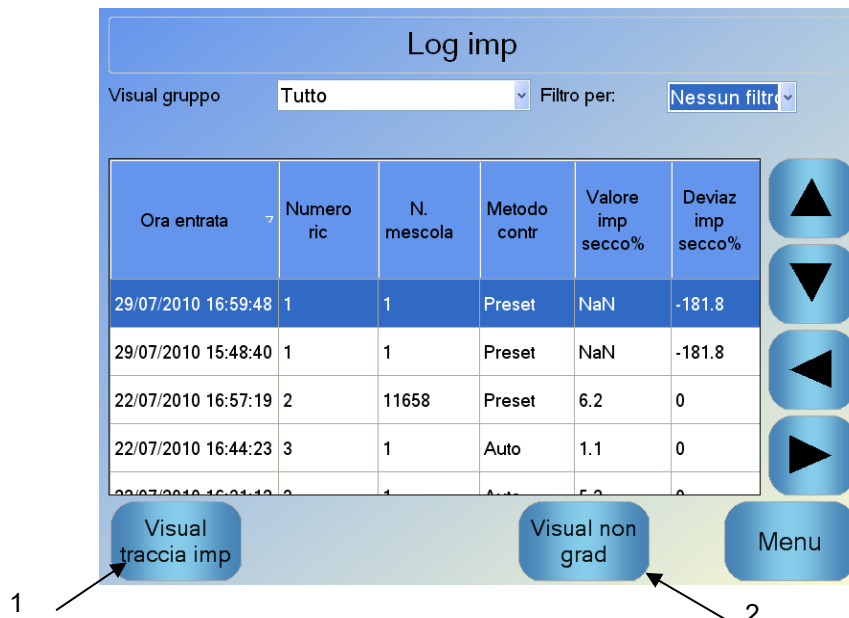 Log imp
Visual gruppo Tutto Filtro per: Nessun filtro
Ora entrata Numero ric N. mescola Metodo contr Valore imp secco% Deviaz imp secco%
29/07/2010 16:59:48 1 1 Preset NaN -181.8
29/07/2010 15:48:40 1 1 Preset NaN -181.8
22/07/2010 16:57:19 2 11658 Preset 6.2 0
22/07/2010 16:44:23 3 1 Auto 1.1 0
Visual traccia imp
Visual non grad
Menu
1
2